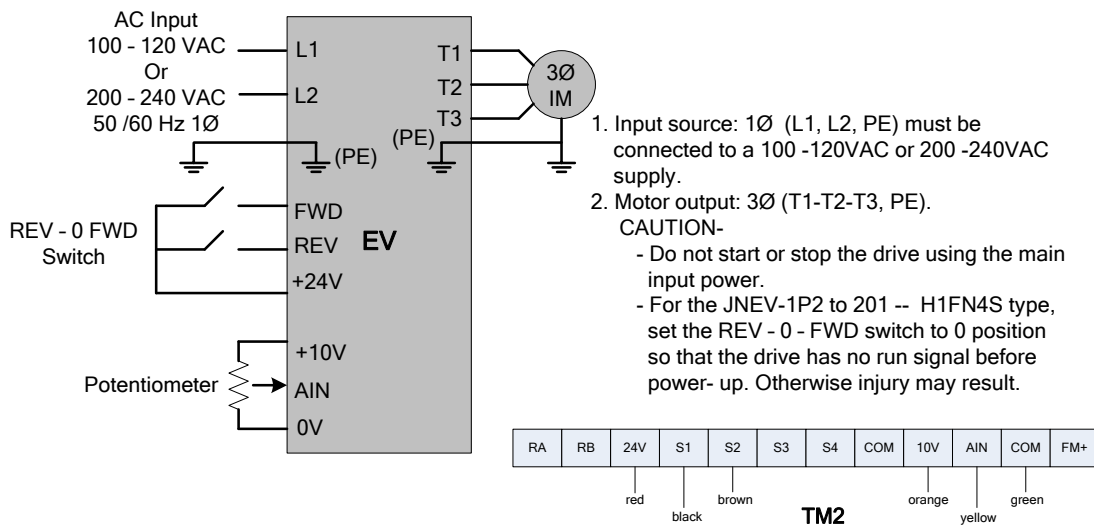 AC Input
100 - 120 VAC
Or
200 - 240 VAC
50 /60 Hz 1Ø
L1
L2
(PE)
T1
T2
T3
(PE)
3Ø
IM
REV - 0 FWD
Switch
FWD
REV
+24V
EV
Potentiometer
+10V
AIN
0V
1. Input source: 1Ø (L1, L2, PE) must be
connected to a 100 -120VAC or 200 -240VAC
supply.
2. Motor output: 3Ø (T1-T2-T3, PE).
CAUTION-
- Do not start or stop the drive using the main
input power.
- For the JNEV-1P2 to 201 -- H1FN4S type,
set the REV - 0 - FWD switch to 0 position
so that the drive has no run signal before
power- up. Otherwise injury may result.
RA RB 24V S1 S2 S3 S4 COM 10V AIN COM FM+
red black brown orange yellow green
TM2